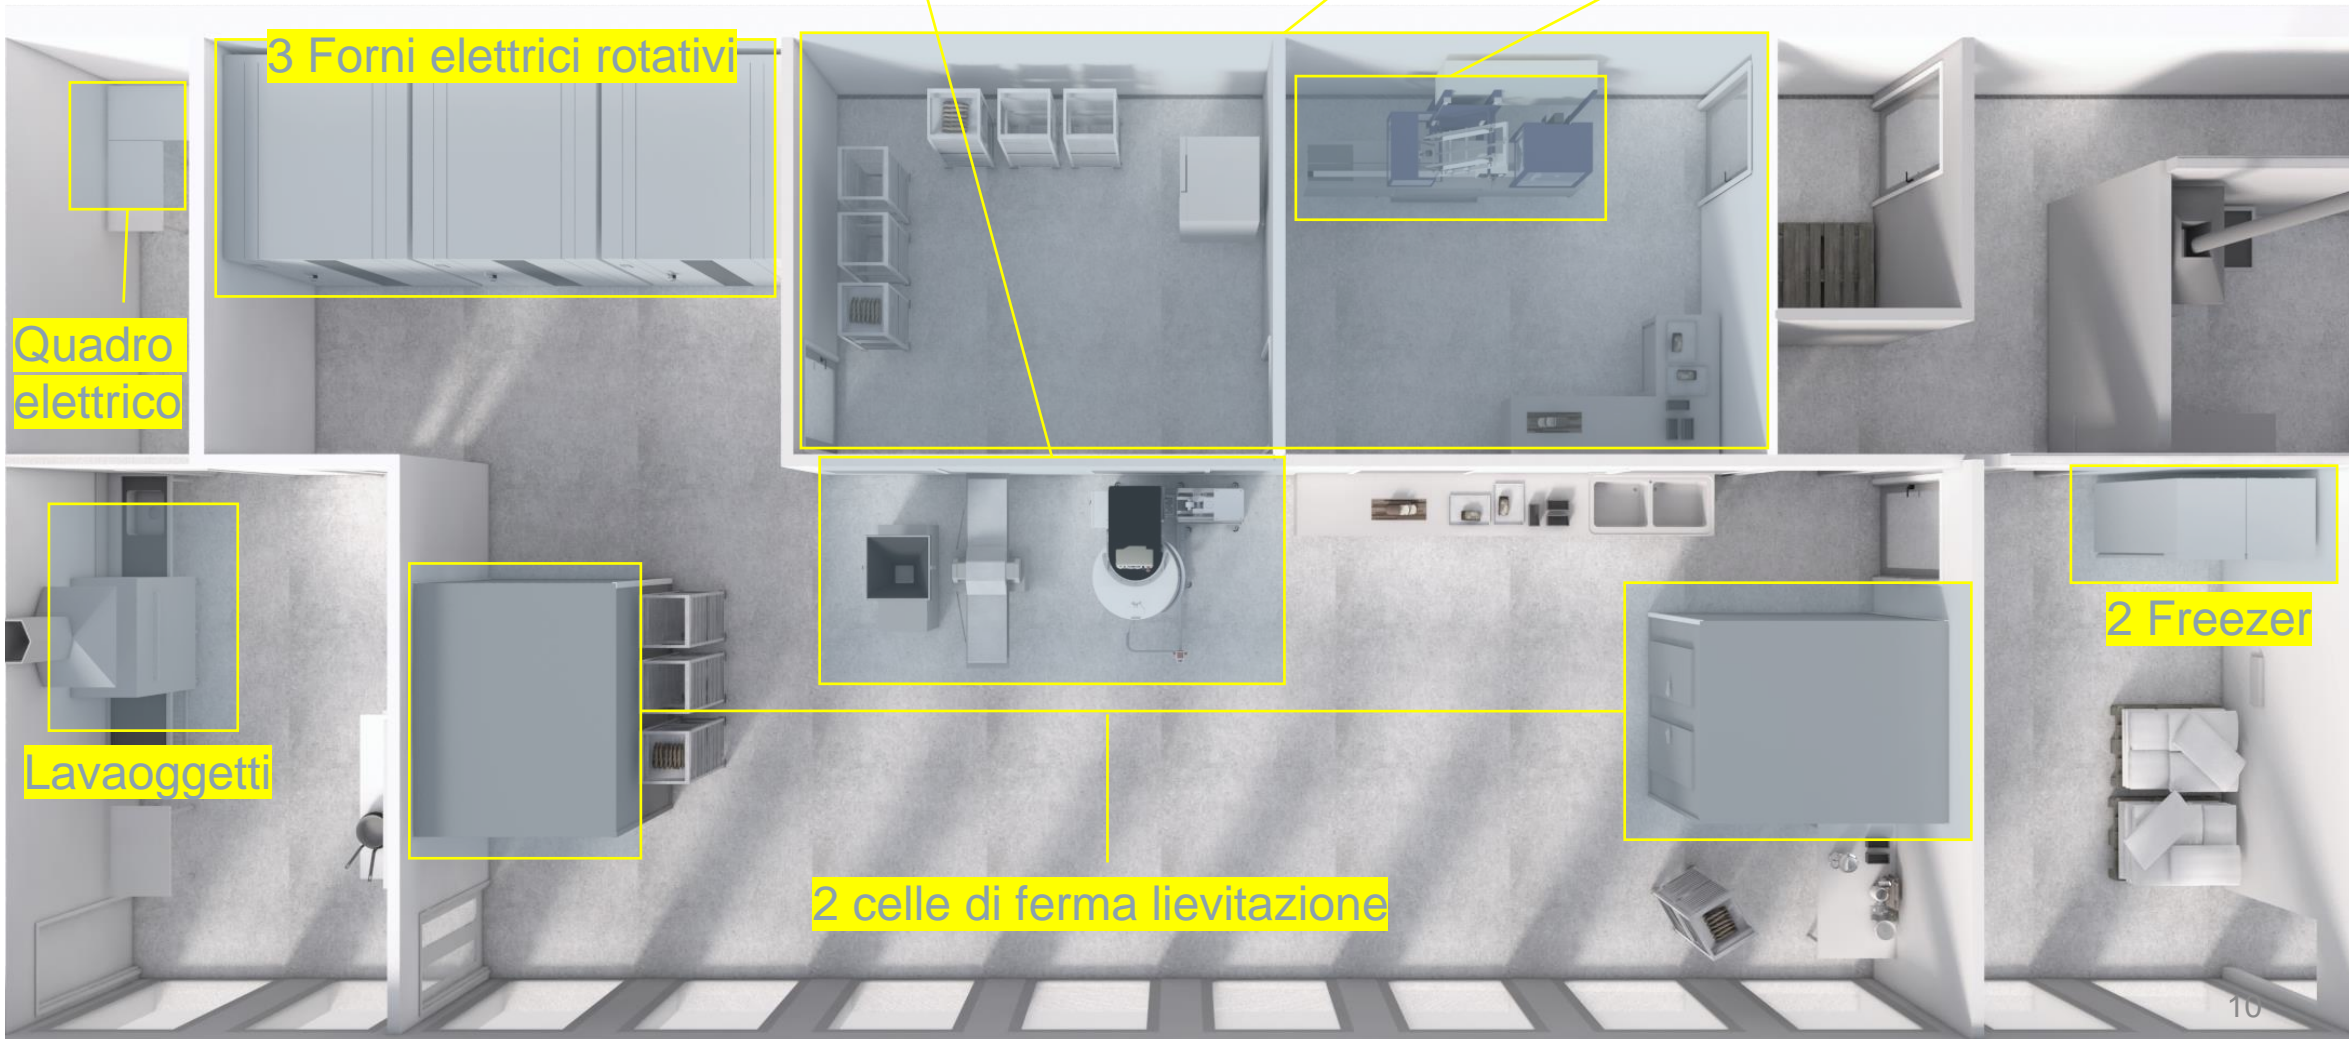 3 Forni elettrici rotativi
Quadro
elettrico
2 Freezer
Lavaoggetti
2 celle di ferma lievitazione
10